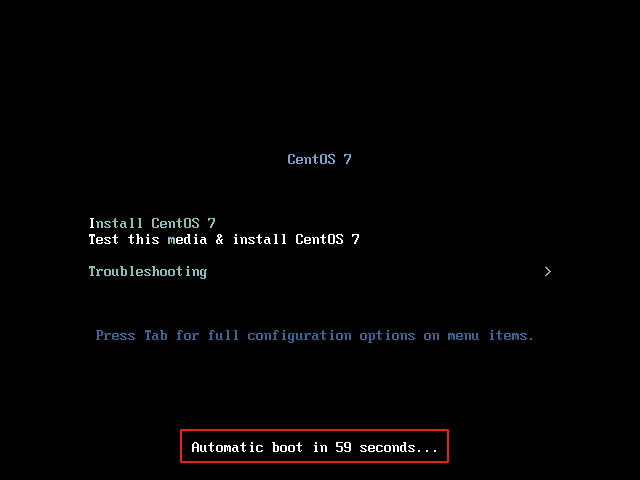 CentOS 7
Install CentOS 7
Test this media & install CentOS 7
Troubleshooting >
Press Tab for full configuration options on menu items.
Automatic boot in 59 seconds...